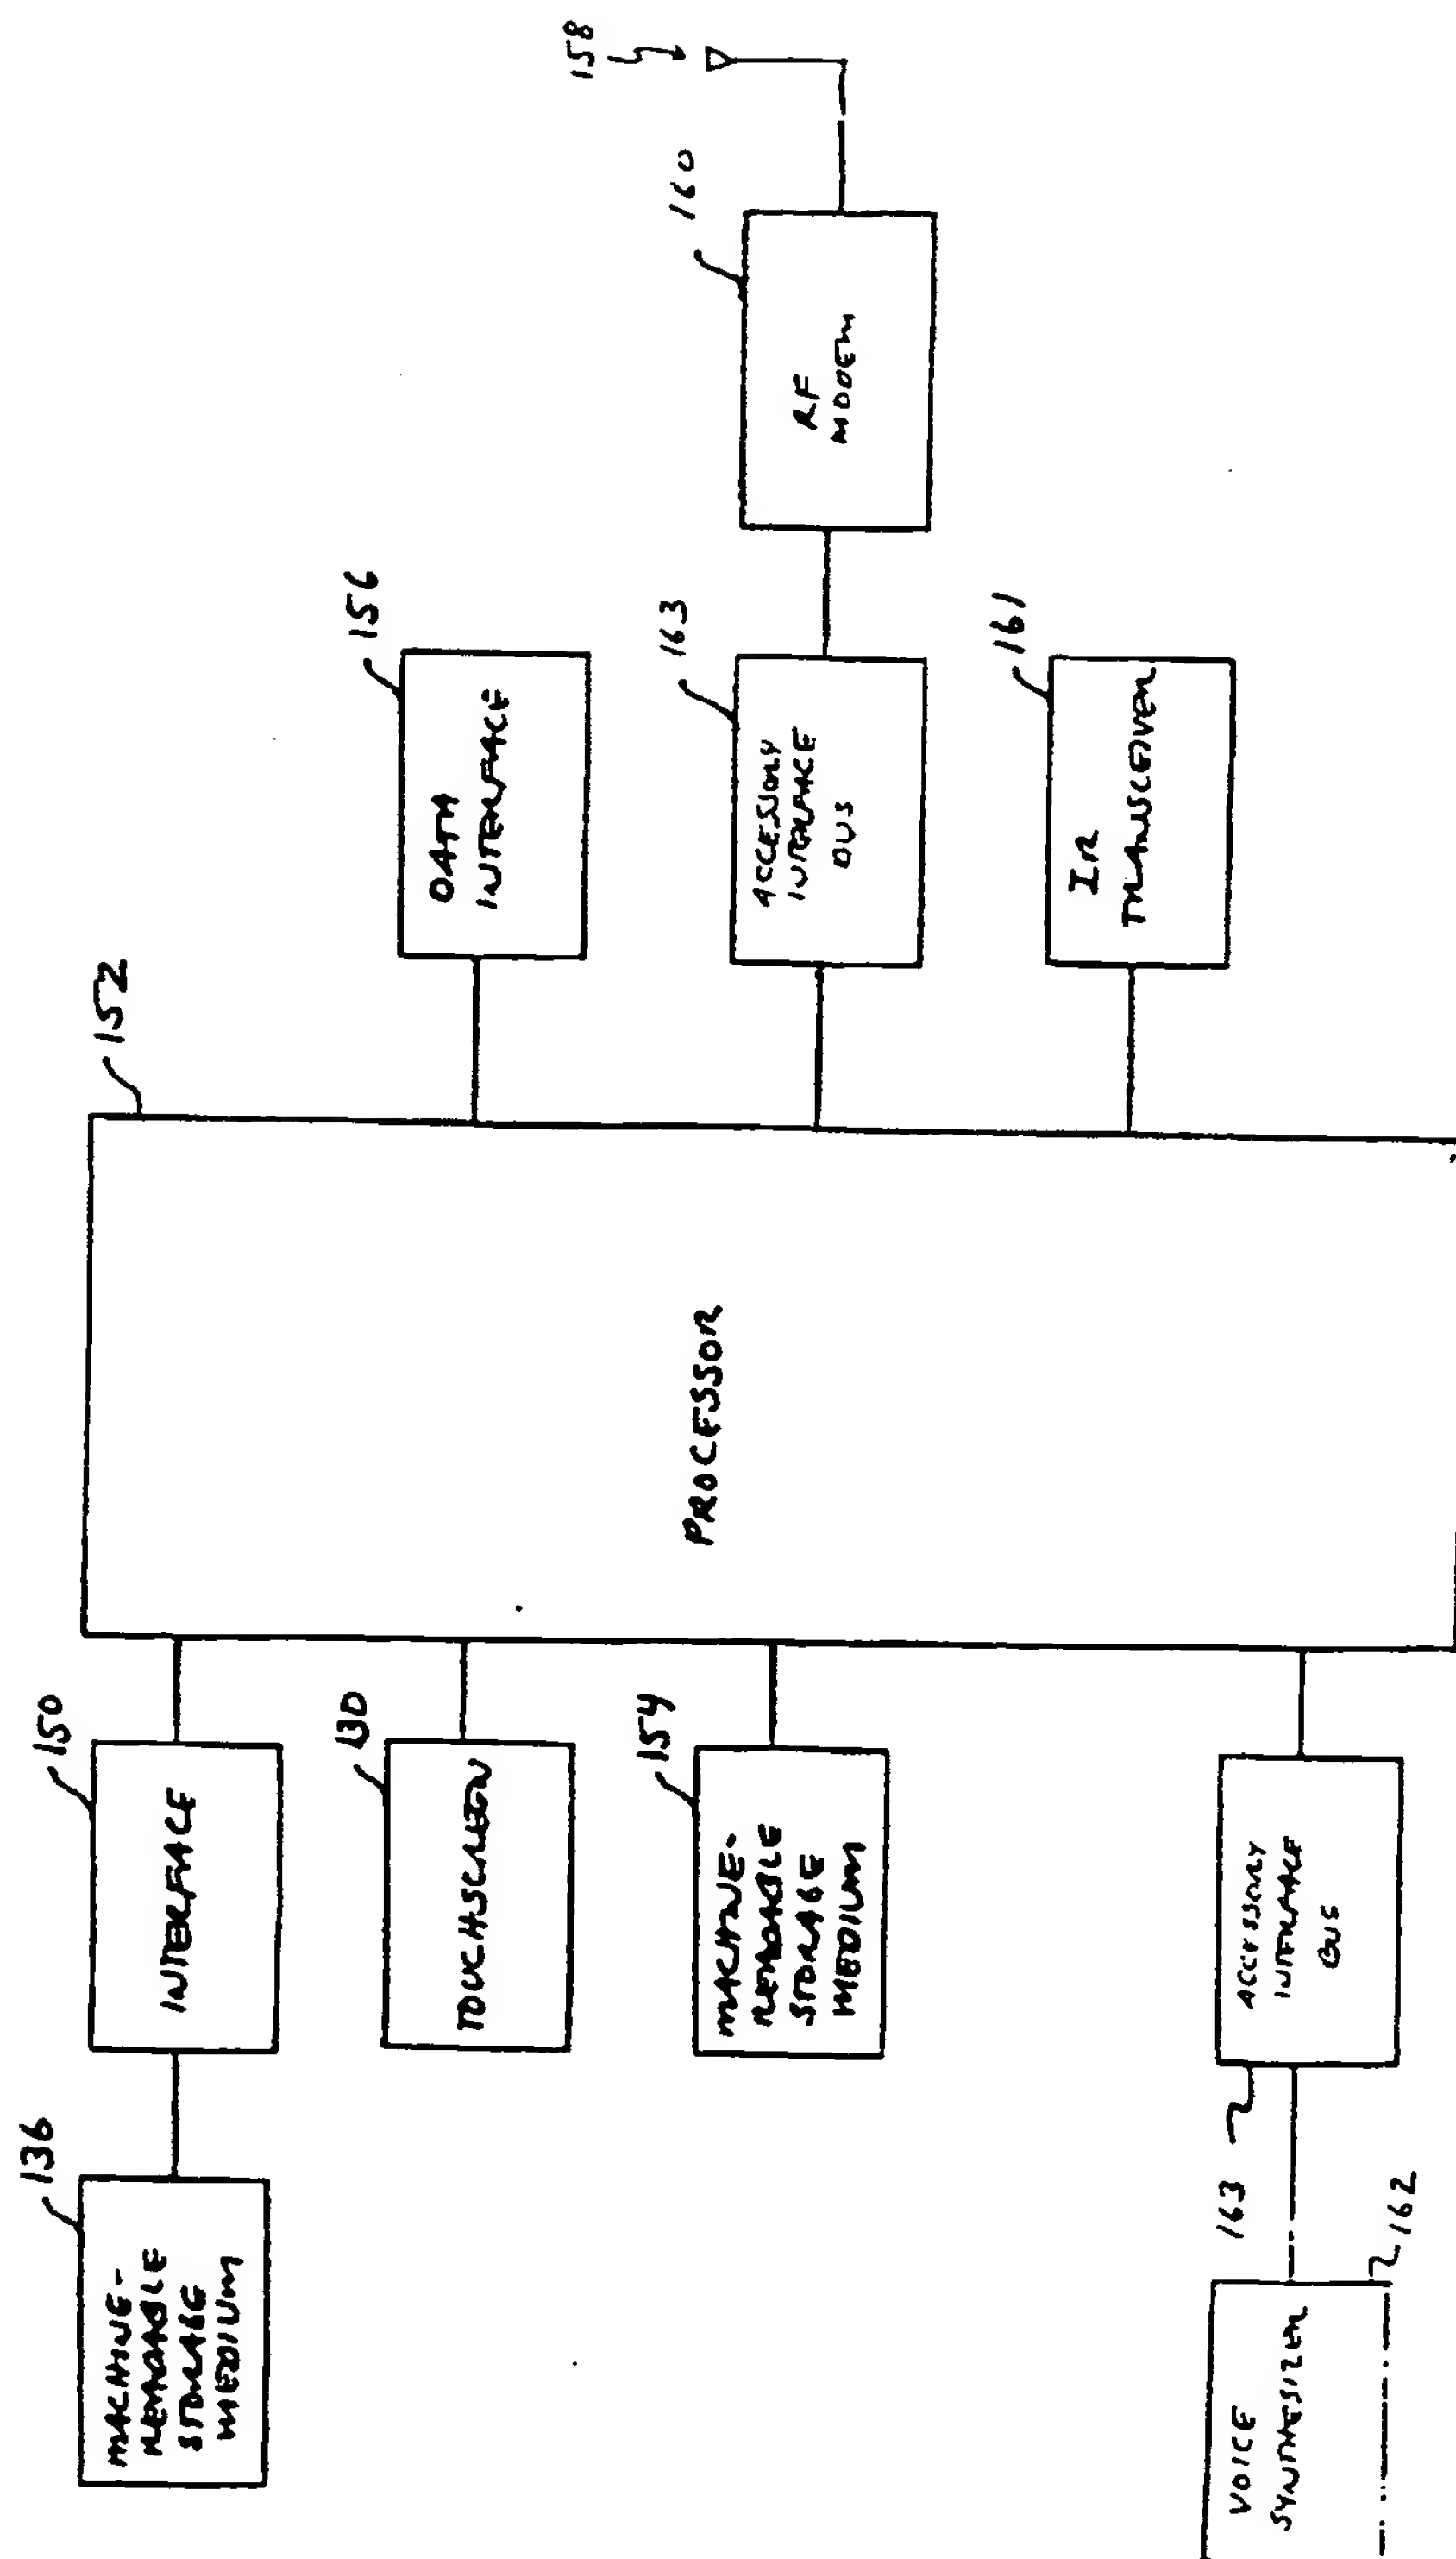 136
MACHINE-
READABLE
STORAGE
MEDIUM
150
INTERFACE
130
TOUCHSCREEN
154
MACHINE-
READABLE
STORAGE
MEDIUM
163
ACCESSORY
INTERFACE
BUS
162
VOICE
SYNTHESIZER
152
PROCESSOR
156
DATA
INTERFACE
163
ACCESSORY
INTERFACE
BUS
161
IR
TRANSCEIVER
160
RF
MODEM
158